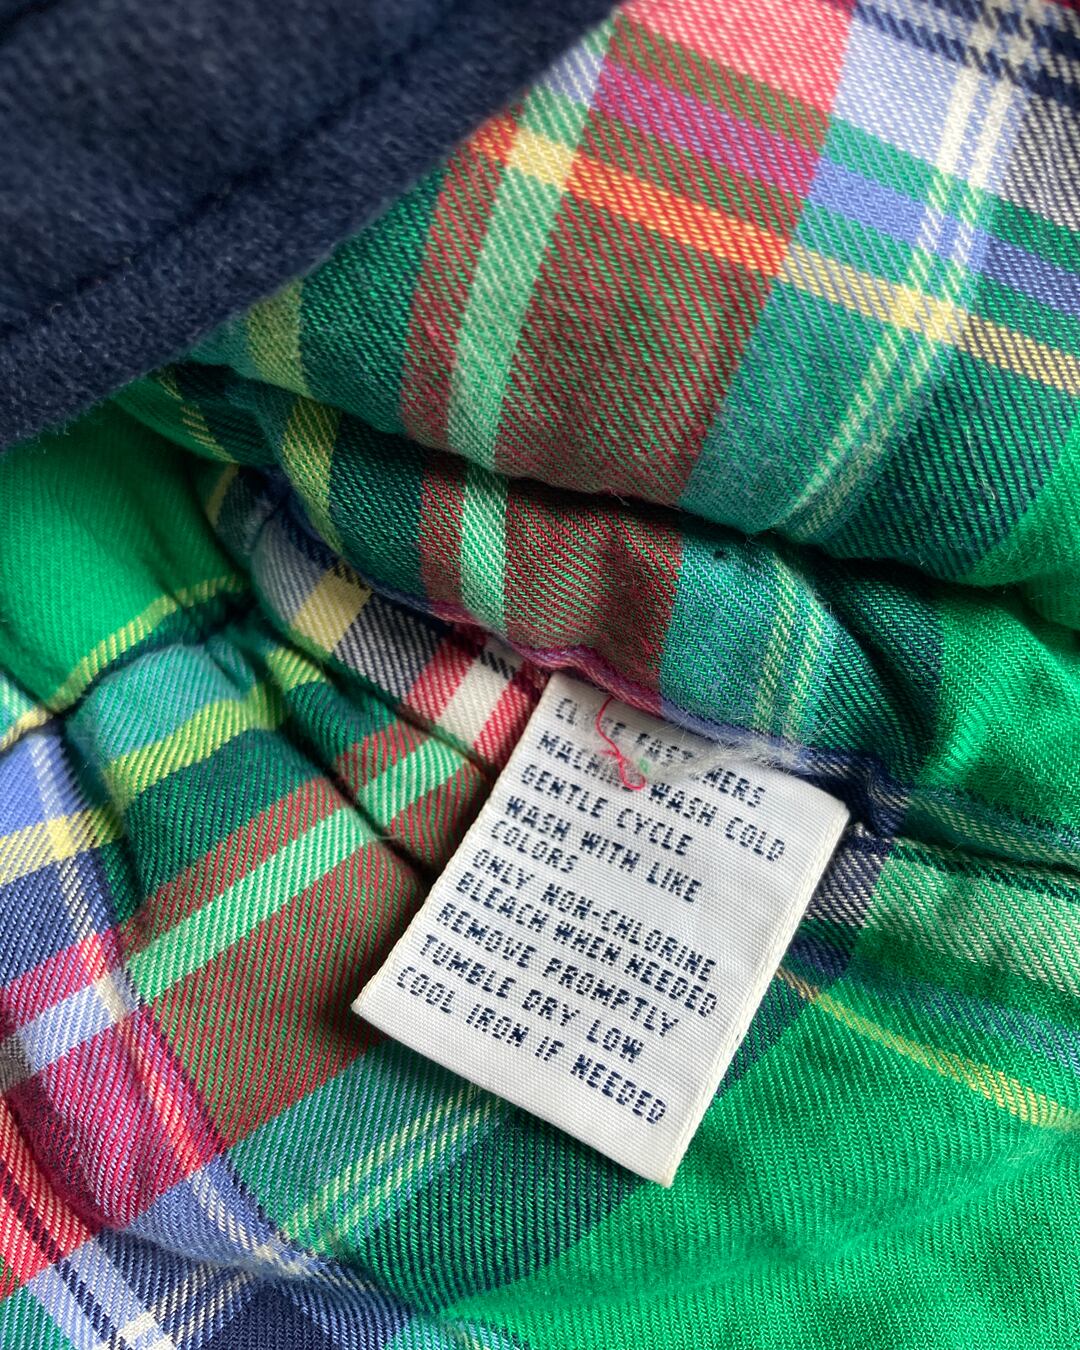 CLOSE FASTENERS
MACHINE WASH COLD
GENTLE CYCLE
WASH WITH LIKE
COLORS
ONLY NON-CHLORINE
BLEACH WHEN NEEDED
REMOVE PROMPTLY
TUMBLE DRY LOW
COOL IRON IF NEEDED